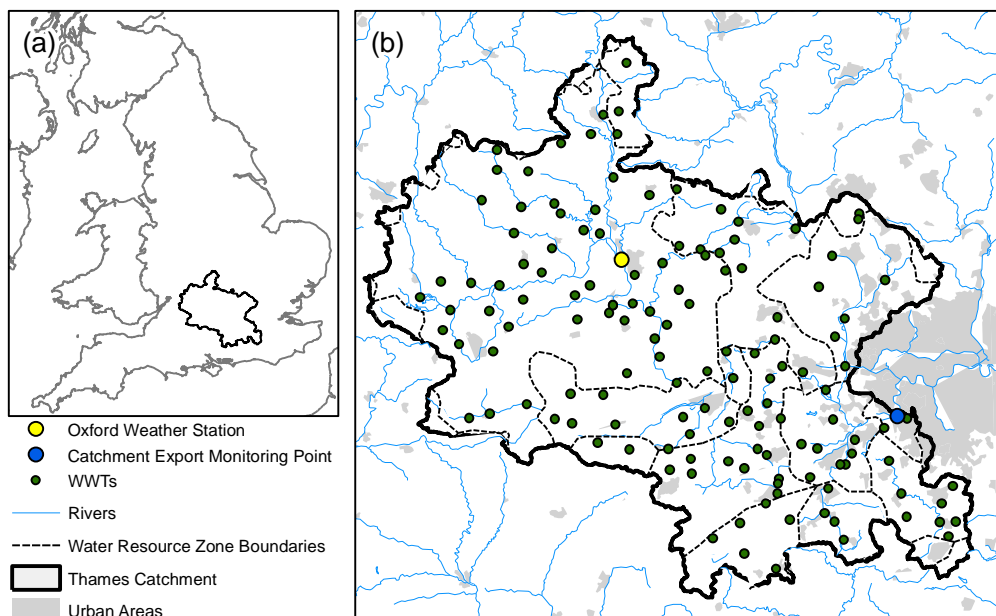 (a)
(b)
Oxford Weather Station
Catchment Export Monitoring Point
WWTs
Rivers
Water Resource Zone Boundaries
Thames Catchment
Urban Areas